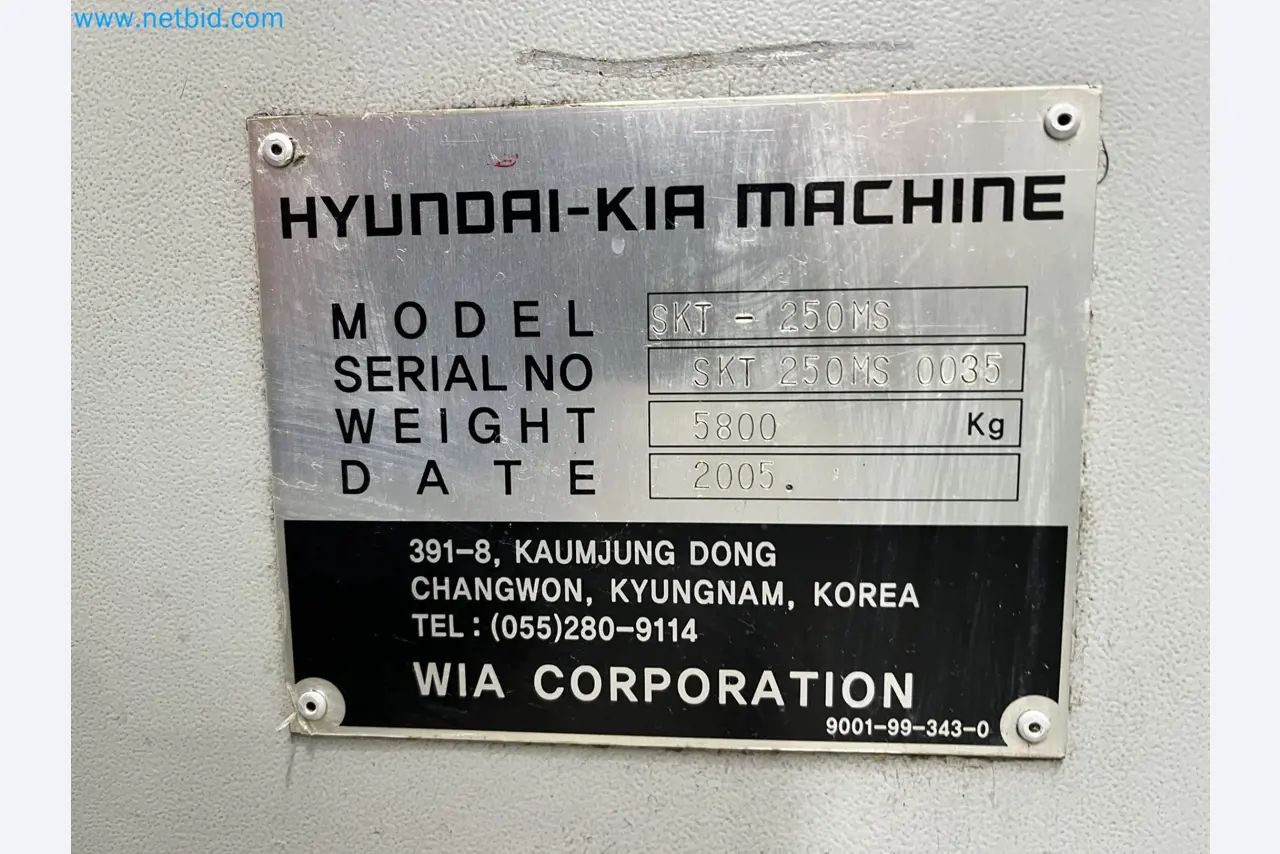 www.netbid.com
HYUNDAI-KIA MACHINE
MODEL SKT - 250MS
SERIAL NO SKT 250MS 0035
WEIGHT 5800 Kg
DATE 2005.
391-8, KAUMJUNG DONG
CHANGWON, KYUNGNAM, KOREA
TEL : (055)280-9114
WIA CORPORATION
9001-99-343-0